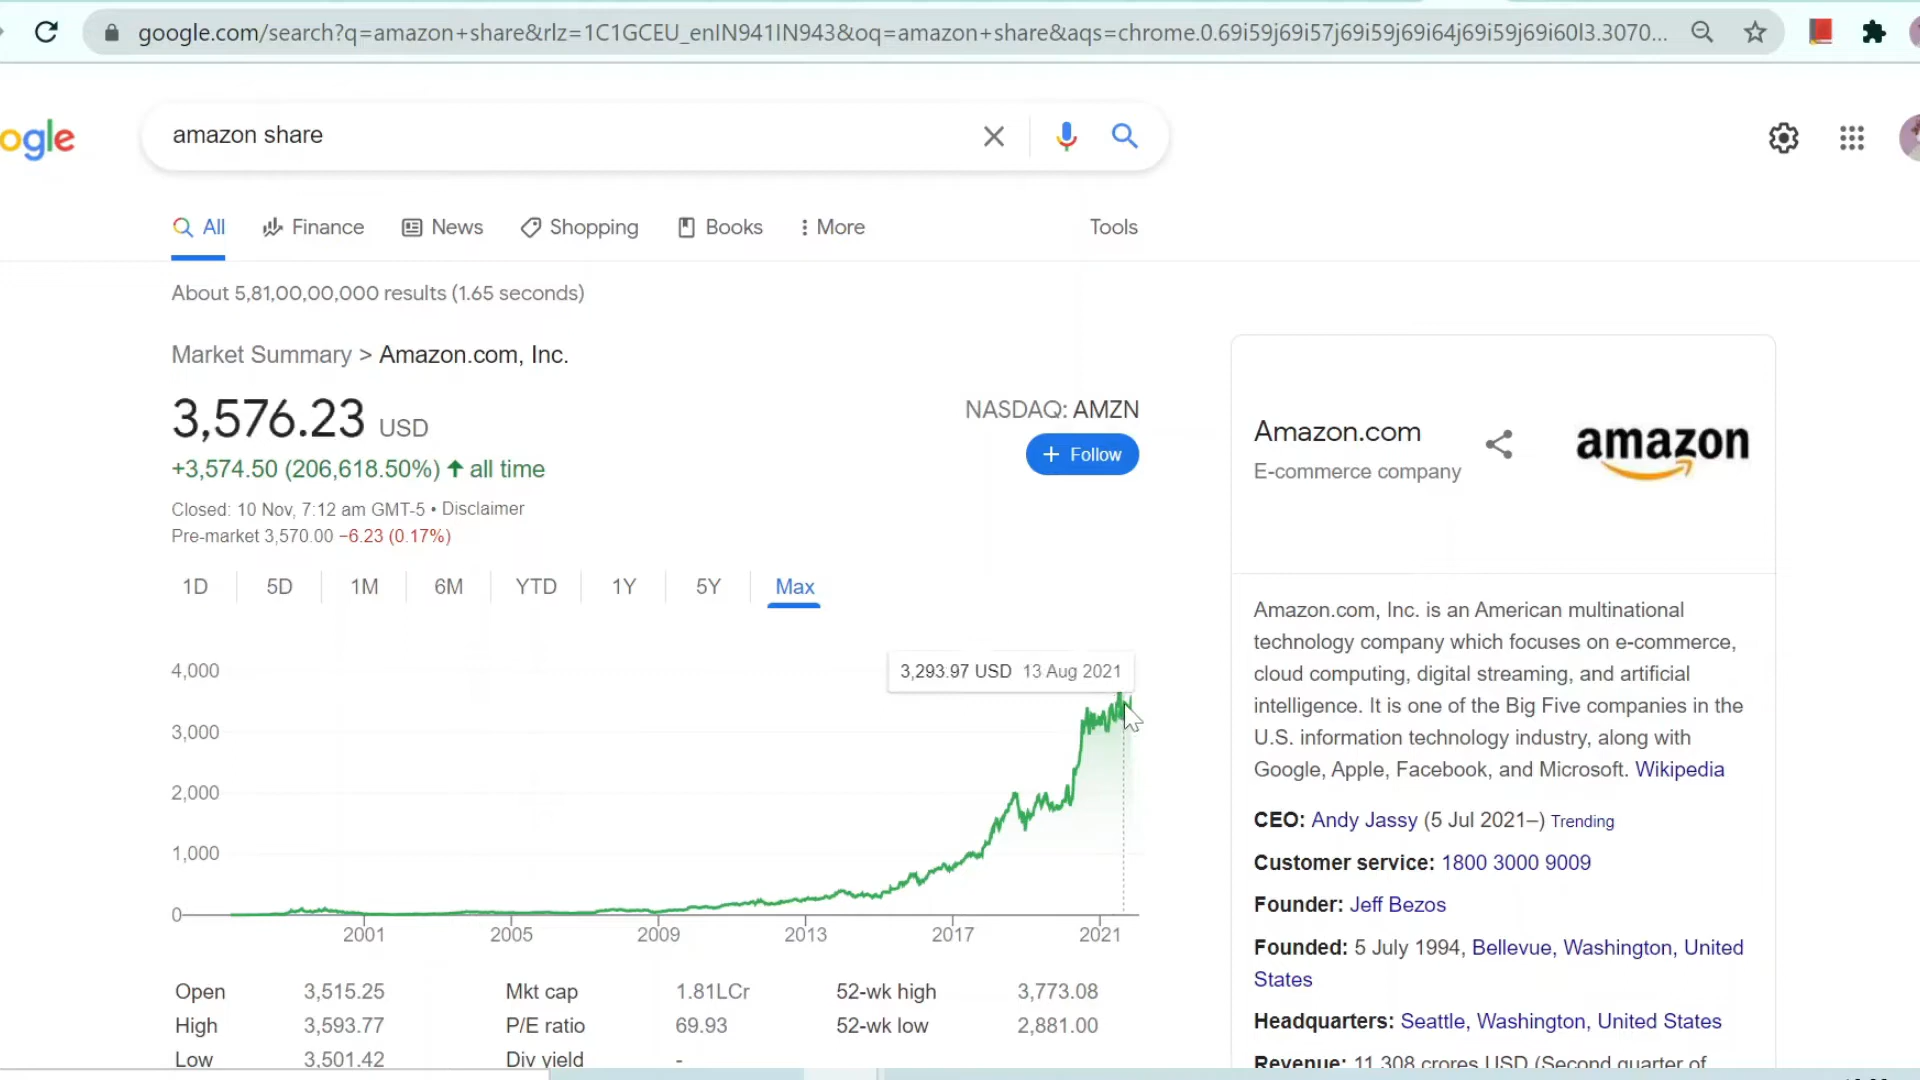 google.com/search?q=amazon+share&rlz=1C1GCEU_enIN941IN943&oq=amazon+share&aqs=chrome.0.69i59j69i57j69i59j69i64j69i59j69i60l3.3070...
ogle
amazon share
All Finance News Shopping Books More Tools
About 5,81,00,00,000 results (1.65 seconds)
Market Summary > Amazon.com, Inc.
3,576.23 USD
NASDAQ: AMZN
+ Follow
+3,574.50 (206,618.50%) all time
Closed: 10 Nov, 7:12 am GMT-5 • Disclaimer
Pre-market 3,570.00 −6.23 (0.17%)
1D 5D 1M 6M YTD 1Y 5Y Max
3,293.97 USD 13 Aug 2021
4,000
3,000
2,000
1,000
0
2001 2005 2009 2013 2017 2021
Open 3,515.25 Mkt cap 1.81LCr 52-wk high 3,773.08
High 3,593.77 P/E ratio 69.93 52-wk low 2,881.00
Low 3,501.42 Div yield -
Amazon.com
E-commerce company
amazon
Amazon.com, Inc. is an American multinational
technology company which focuses on e-commerce,
cloud computing, digital streaming, and artificial
intelligence. It is one of the Big Five companies in the
U.S. information technology industry, along with
Google, Apple, Facebook, and Microsoft. Wikipedia
CEO: Andy Jassy (5 Jul 2021–) Trending
Customer service: 1800 3000 9009
Founder: Jeff Bezos
Founded: 5 July 1994, Bellevue, Washington, United
States
Headquarters: Seattle, Washington, United States
Revenue: 11,308 crores USD (Second quarter of